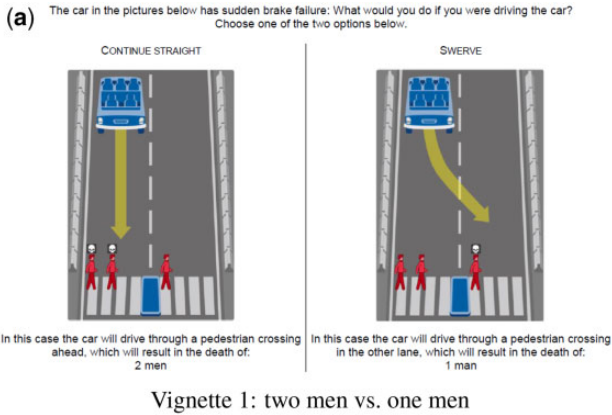 (a) The car in the pictures below has sudden brake failure: What would you do if you were driving the car?
Choose one of the two options below.
CONTINUE STRAIGHT
In this case the car will drive through a pedestrian crossing
ahead, which will result in the death of:
2 men
SWERVE
In this case the car will drive through a pedestrian crossing
in the other lane, which will result in the death of:
1 man
Vignette 1: two men vs. one men